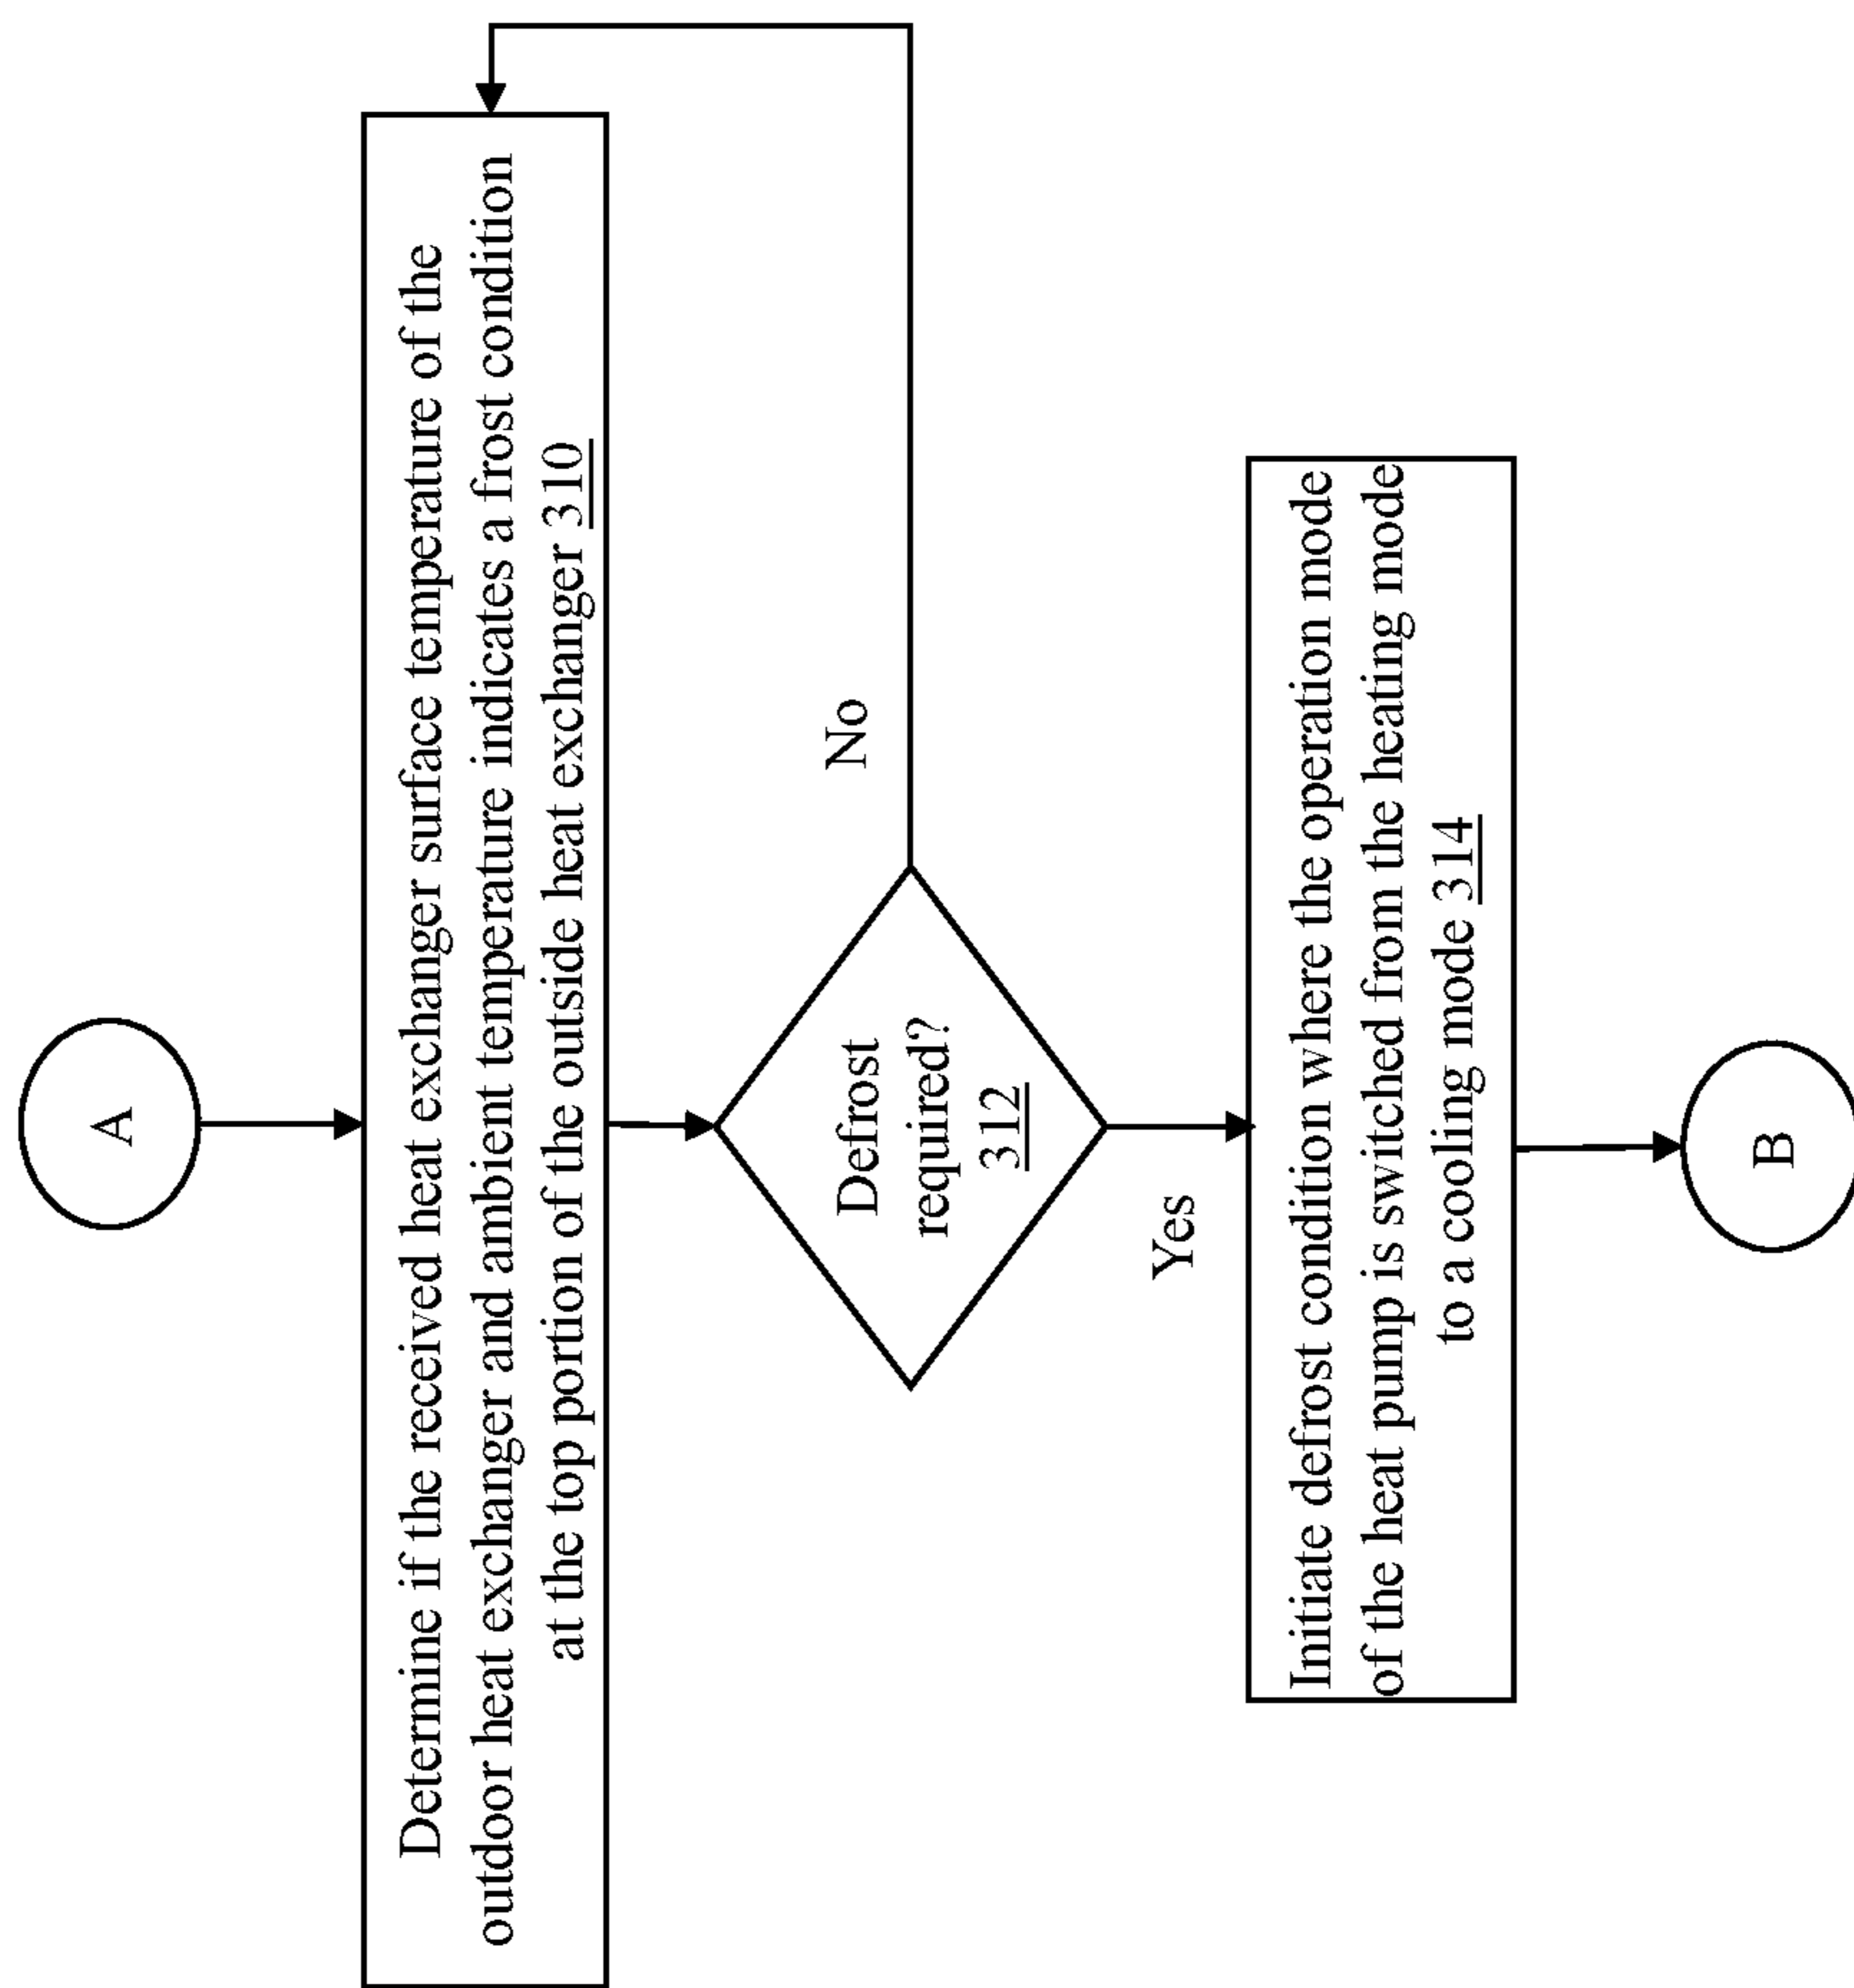 A
Determine if the received heat exchanger surface temperature of the
outdoor heat exchanger and ambient temperature indicates a frost condition
at the top portion of the outside heat exchanger 310
Defrost
required?
312
No
Yes
Initiate defrost condition where the operation mode
of the heat pump is switched from the heating mode
to a cooling mode 314
B